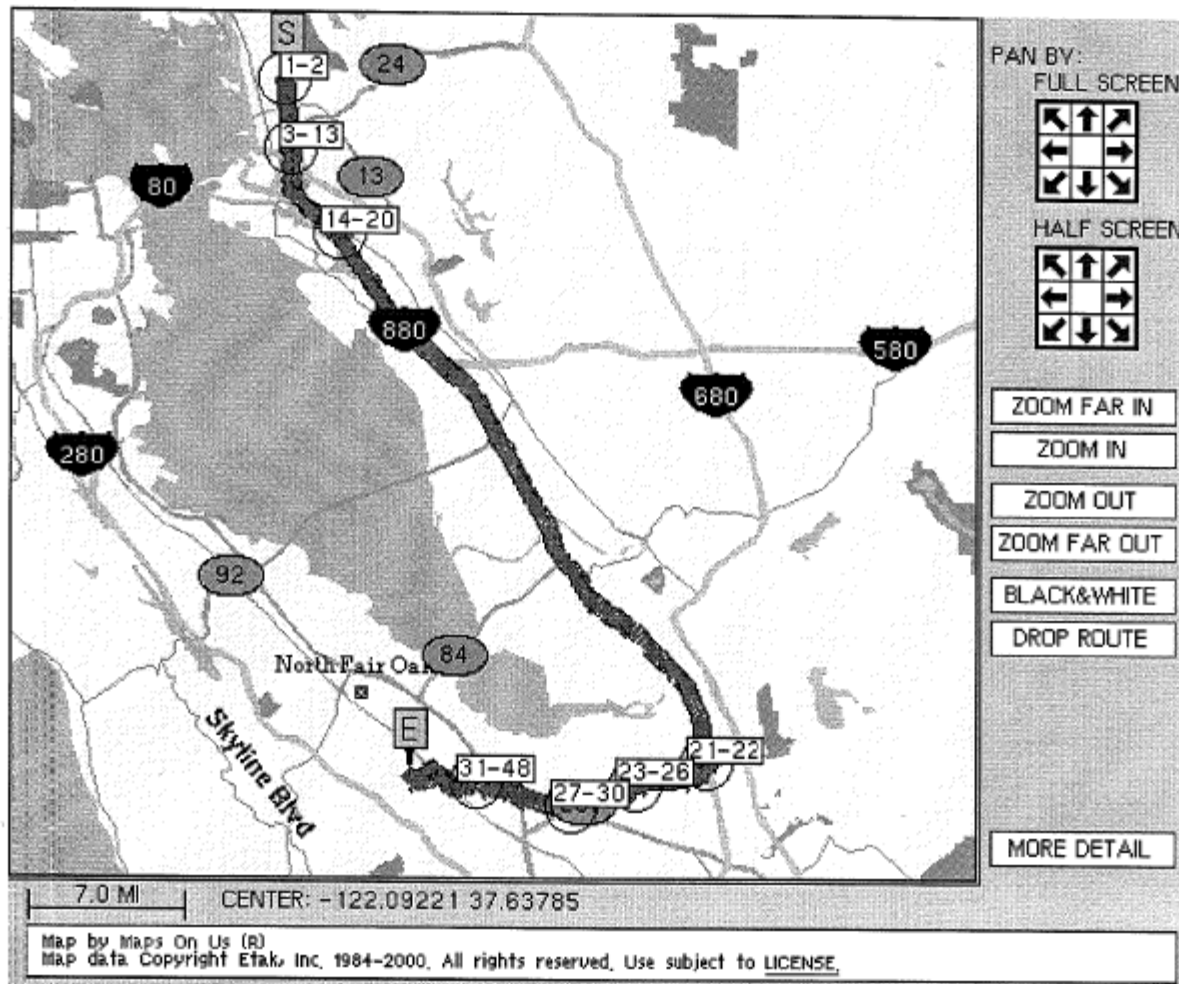 S
1-2
24
3-13
13
80
14-20
880
580
680
280
92
84
North Fair Oa
E
Skyline Blvd
31-48
27-30
23-26
21-22
PAN BY:
FULL SCREEN
HALF SCREEN
ZOOM FAR IN
ZOOM IN
ZOOM OUT
ZOOM FAR OUT
BLACK&WHITE
DROP ROUTE
MORE DETAIL
7.0 MI
CENTER: -122.09221 37.63785
Map by Maps On Us (R)
Map data Copyright Etak, Inc. 1984-2000. All rights reserved. Use subject to LICENSE.